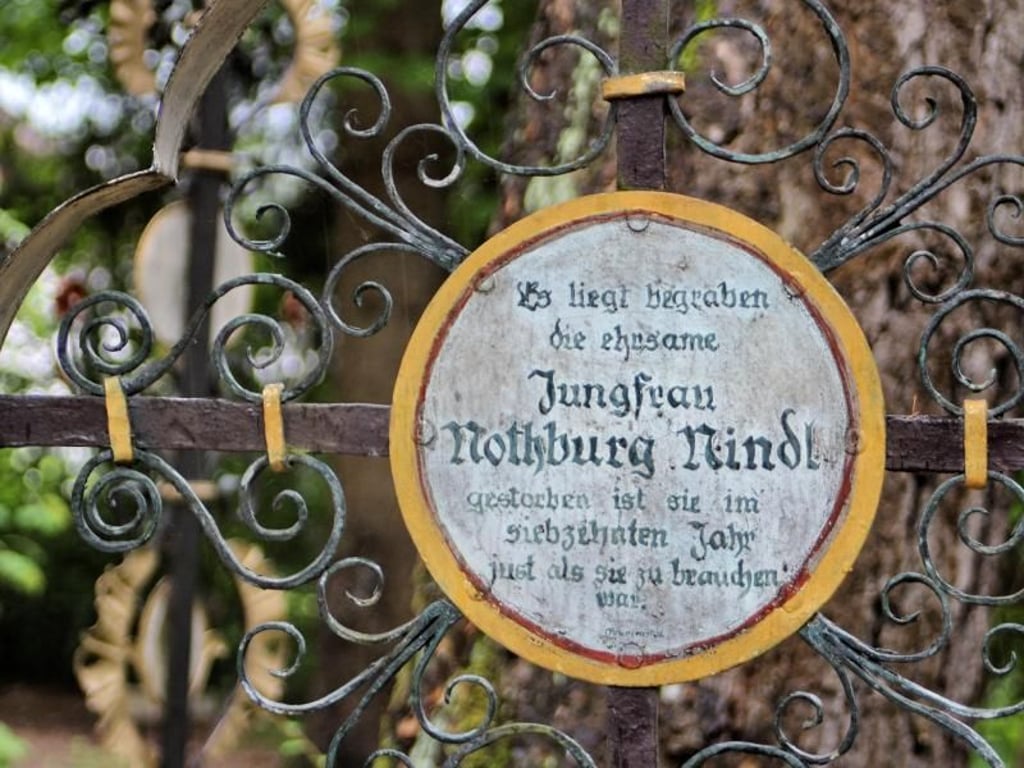 Es liegt begraben
die ehrsame
Jungfrau
Nothburg Nindl
gestorben ist sie im
siebzehnten Jahr
just als sie zu brauchen
war.